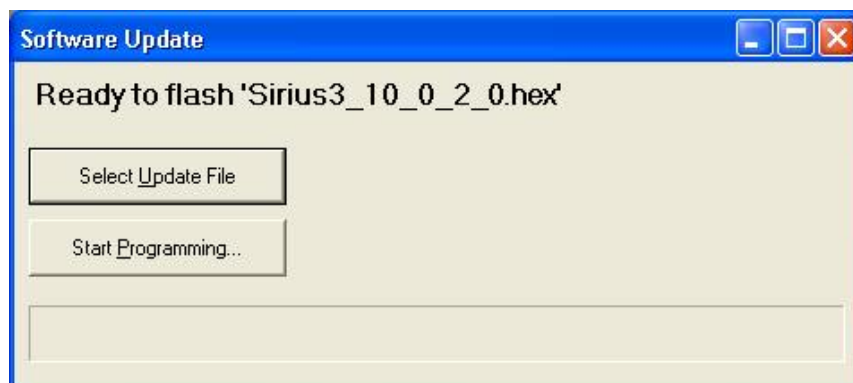 Software Update
Ready to flash 'Sirius3_10_0_2_0.hex'
Select Update File
Start Programming...